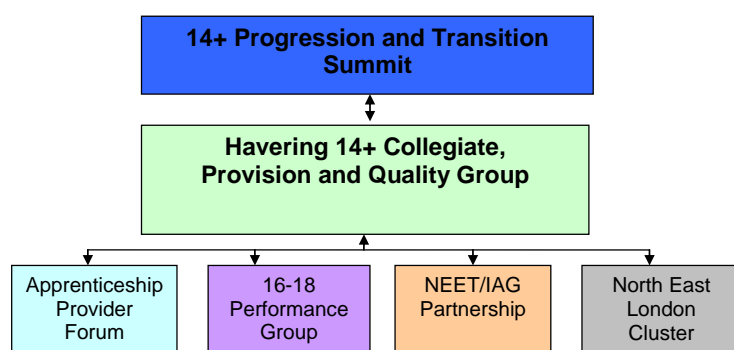 14+ Progression and Transition
Summit
Havering 14+ Collegiate,
Provision and Quality Group
Apprenticeship
Provider
Forum
16-18
Performance
Group
NEET/IAG
Partnership
North East
London
Cluster